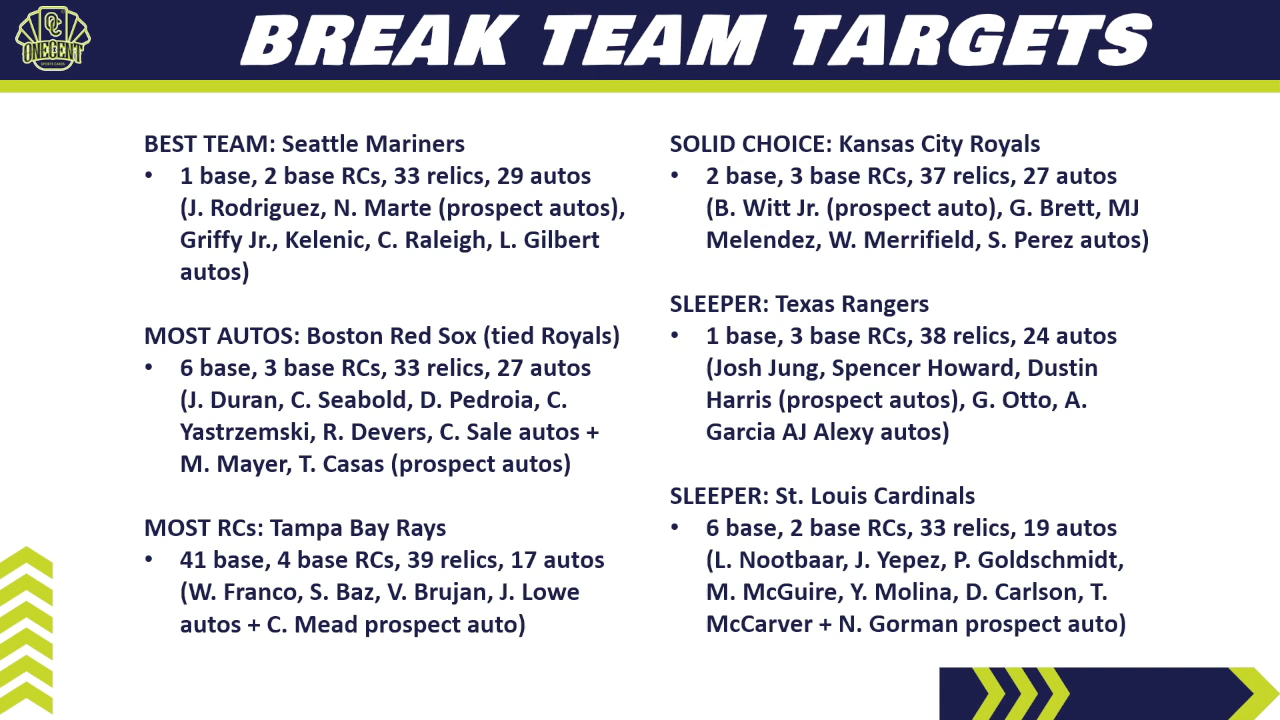 BREAK TEAM TARGETS
OC
ONEGENT
SPORTS CARDS
BEST TEAM: Seattle Mariners
• 1 base, 2 base RCs, 33 relics, 29 autos
(J. Rodriguez, N. Marte (prospect autos),
Griffy Jr., Kelenic, C. Raleigh, L. Gilbert
autos)
MOST AUTOS: Boston Red Sox (tied Royals)
• 6 base, 3 base RCs, 33 relics, 27 autos
(J. Duran, C. Seabold, D. Pedroia, C.
Yastrzemski, R. Devers, C. Sale autos +
M. Mayer, T. Casas (prospect autos)
MOST RCs: Tampa Bay Rays
• 41 base, 4 base RCs, 39 relics, 17 autos
(W. Franco, S. Baz, V. Brujan, J. Lowe
autos + C. Mead prospect auto)
SOLID CHOICE: Kansas City Royals
• 2 base, 3 base RCs, 37 relics, 27 autos
(B. Witt Jr. (prospect auto), G. Brett, MJ
Melendez, W. Merrifield, S. Perez autos)
SLEEPER: Texas Rangers
• 1 base, 3 base RCs, 38 relics, 24 autos
(Josh Jung, Spencer Howard, Dustin
Harris (prospect autos), G. Otto, A.
Garcia AJ Alexy autos)
SLEEPER: St. Louis Cardinals
• 6 base, 2 base RCs, 33 relics, 19 autos
(L. Nootbaar, J. Yepez, P. Goldschmidt,
M. McGuire, Y. Molina, D. Carlson, T.
McCarver + N. Gorman prospect auto)